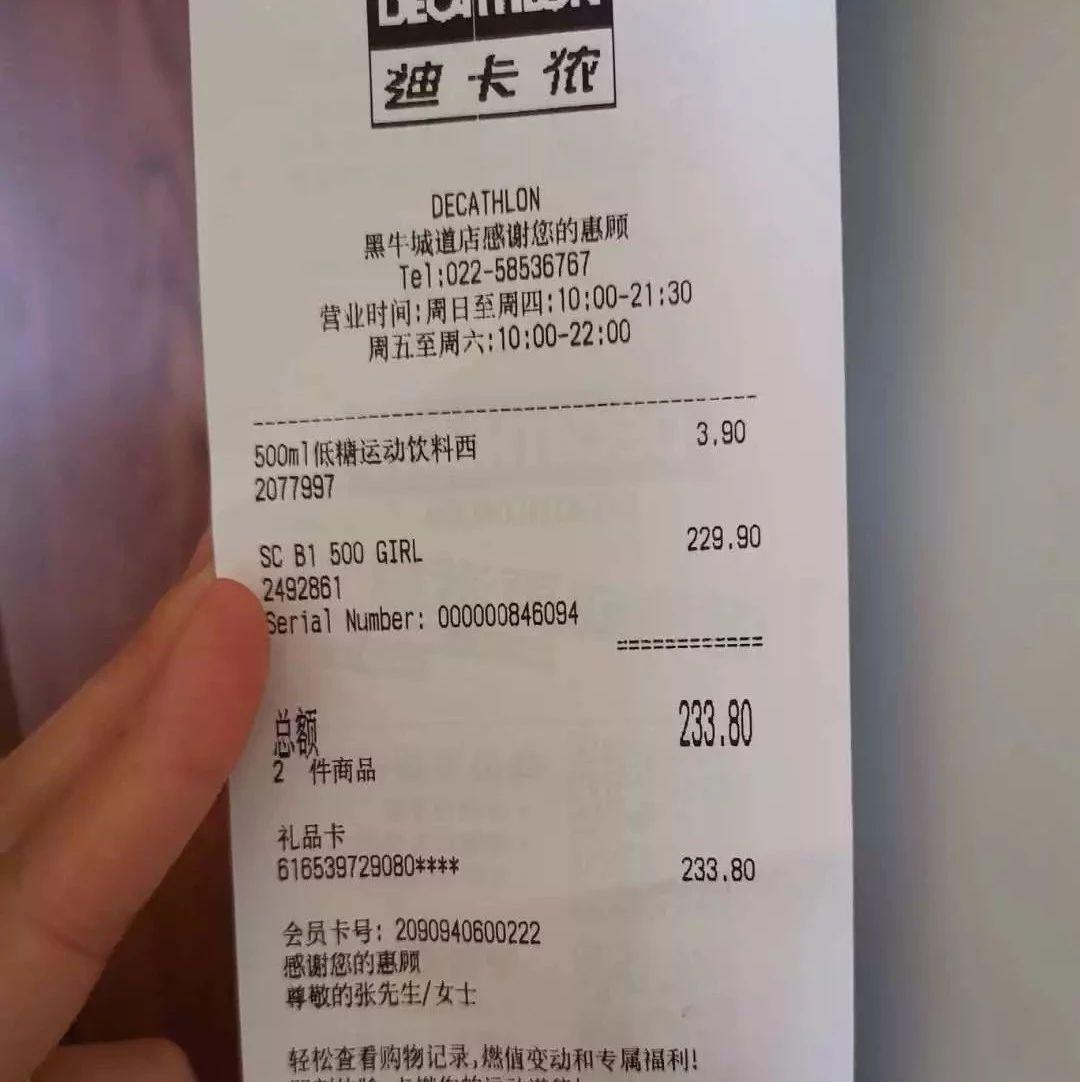 DECATHLON
迪卡侬
DECATHLON
黑牛城道店感谢您的惠顾
Tel:022-58536767
营业时间:周日至周四:10:00-21:30
周五至周六:10:00-22:00
500ml低糖运动饮料西 3.90
2077997
SC B1 500 GIRL 229.90
2492861
Serial Number: 000000846094
总额 233.80
2 件商品
礼品卡
616539729080**** 233.80
会员卡号: 2090940600222
感谢您的惠顾
尊敬的张先生/女士
轻松查看购物记录,燃值变动和专属福利!